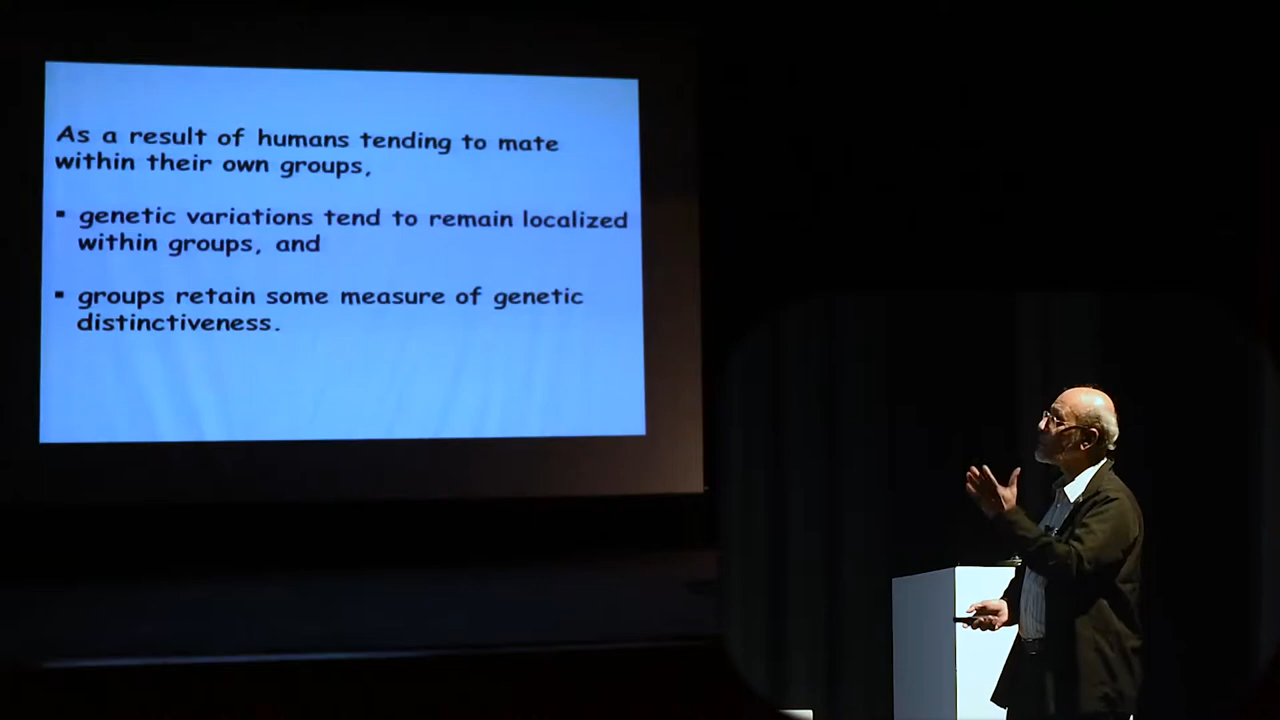 As a result of humans tending to mate
within their own groups,
▪ genetic variations tend to remain localized
within groups, and
▪ groups retain some measure of genetic
distinctiveness.